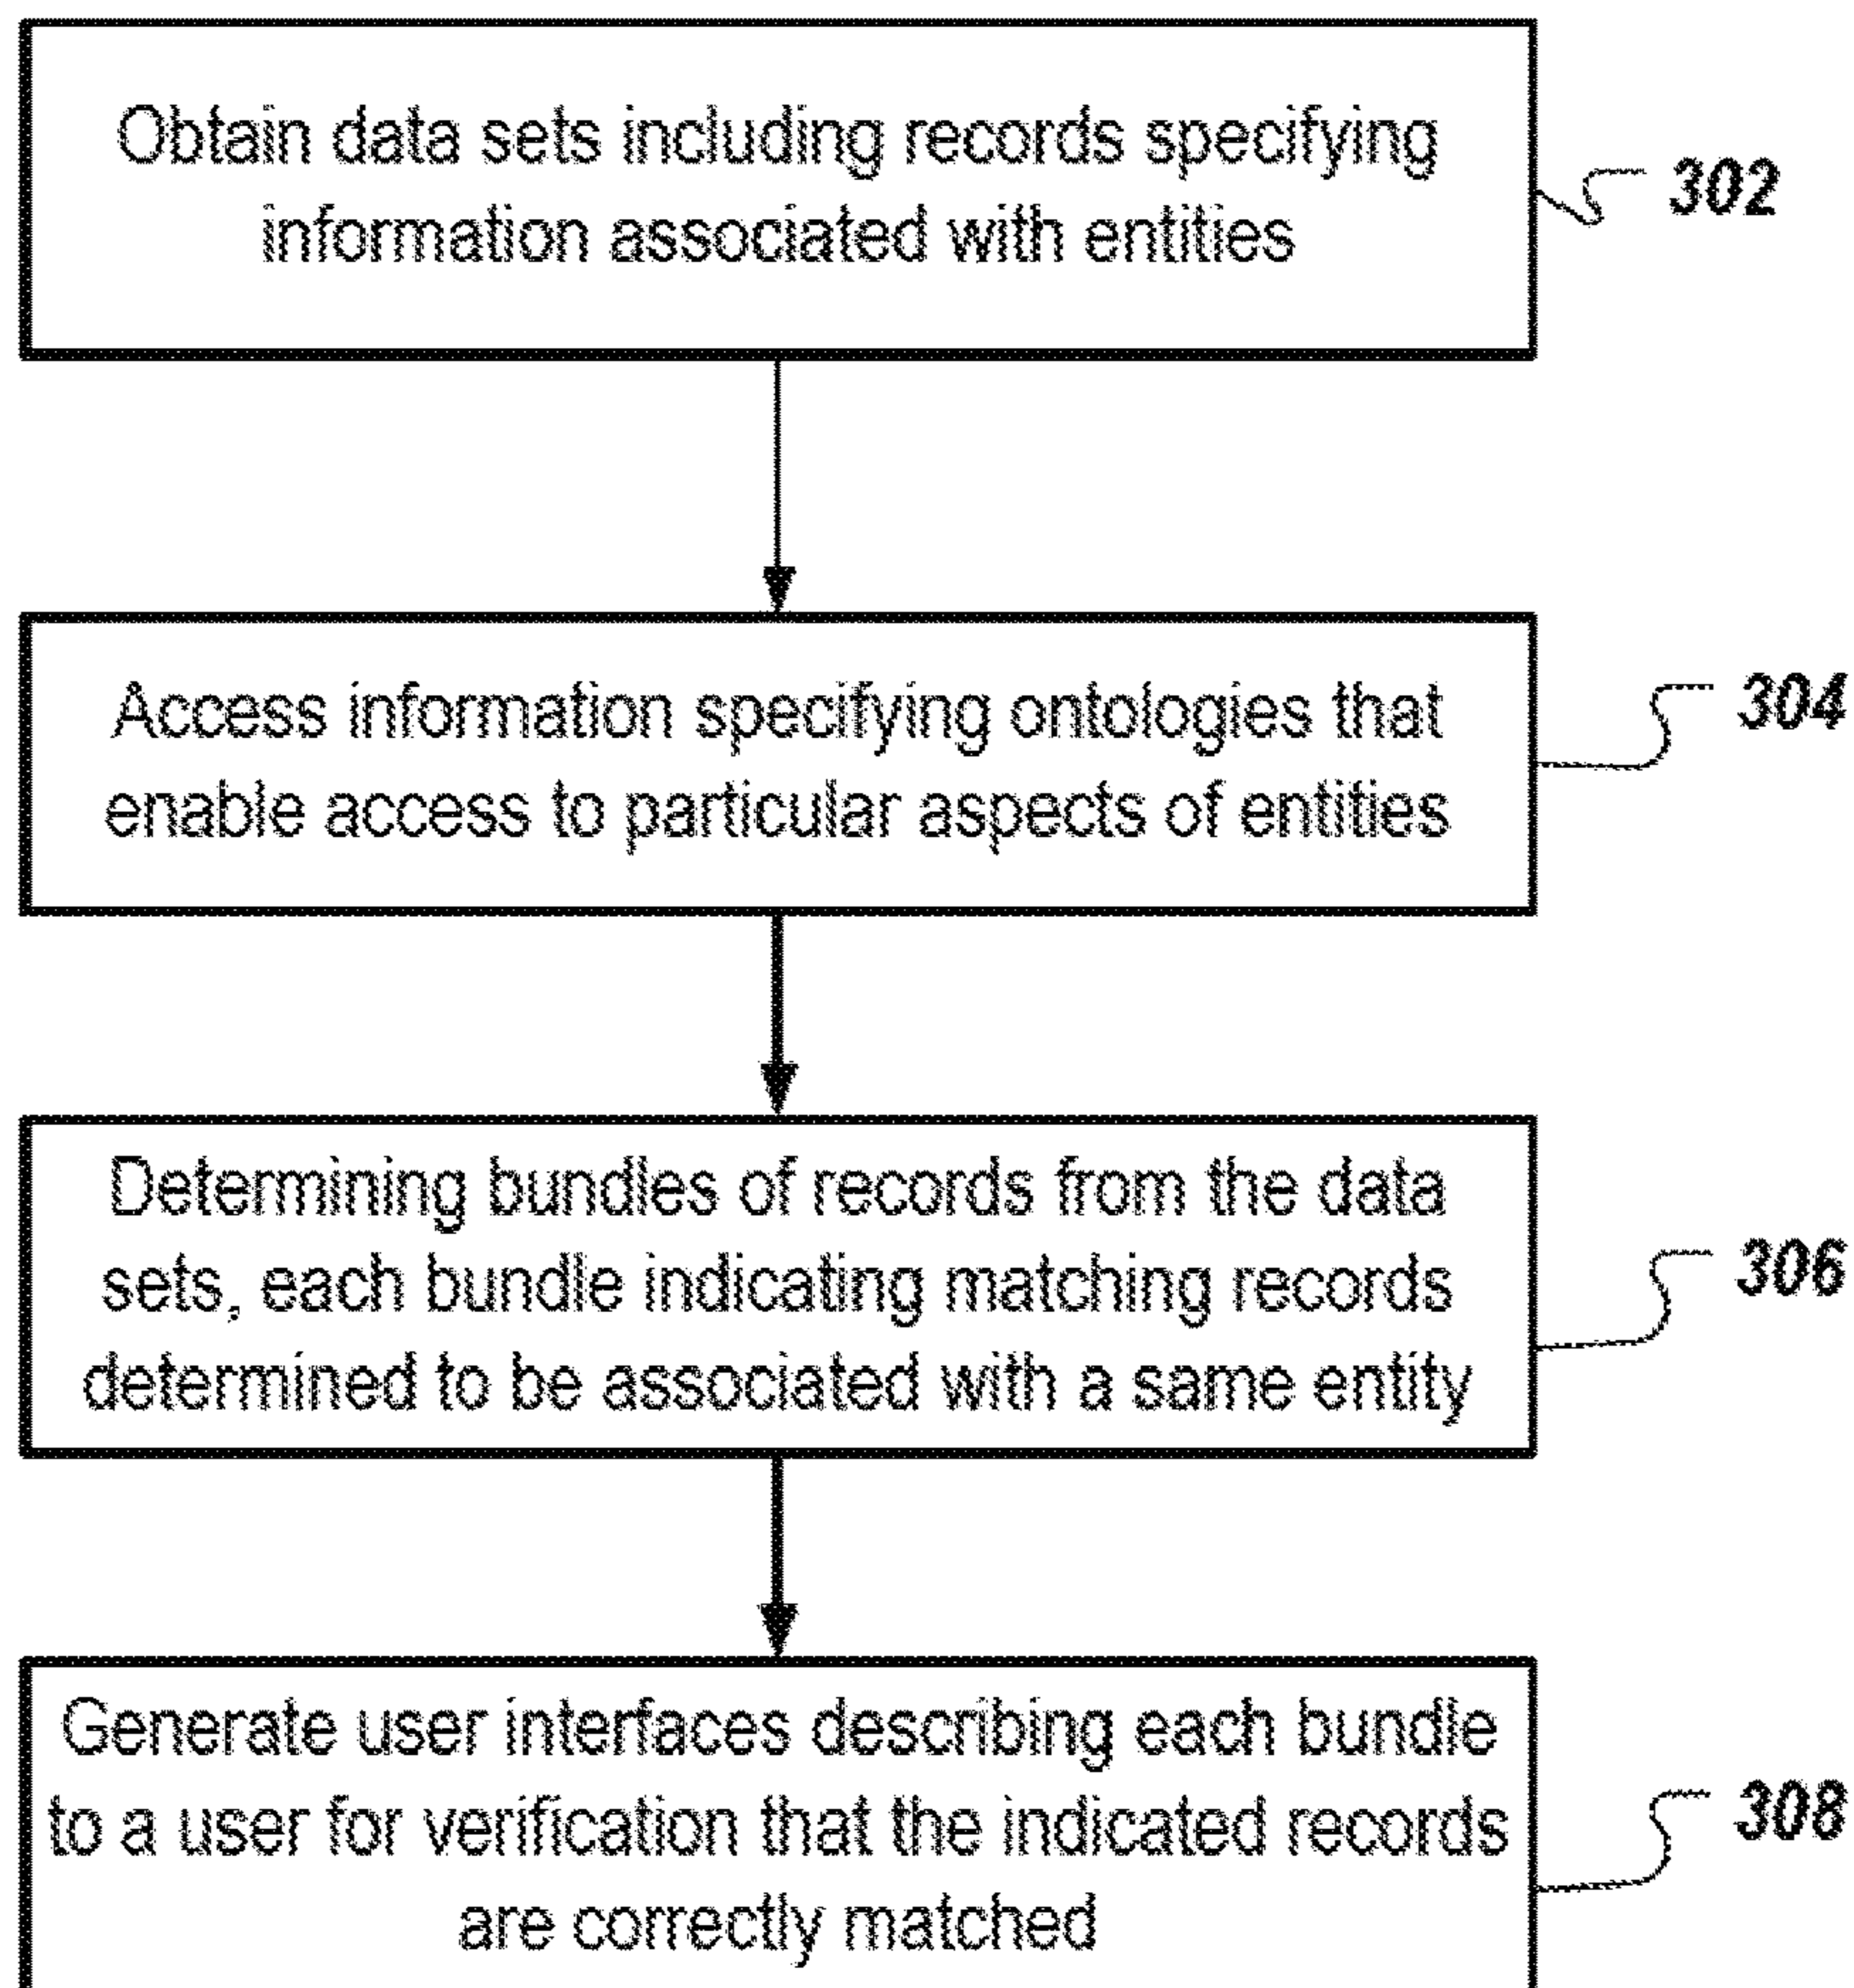 Obtain data sets including records specifying
information associated with entities
302
Access information specifying ontologies that
enable access to particular aspects of entities
304
Determining bundles of records from the data
sets, each bundle indicating matching records
determined to be associated with a same entity
306
Generate user interfaces describing each bundle
to a user for verification that the indicated records
are correctly matched
308